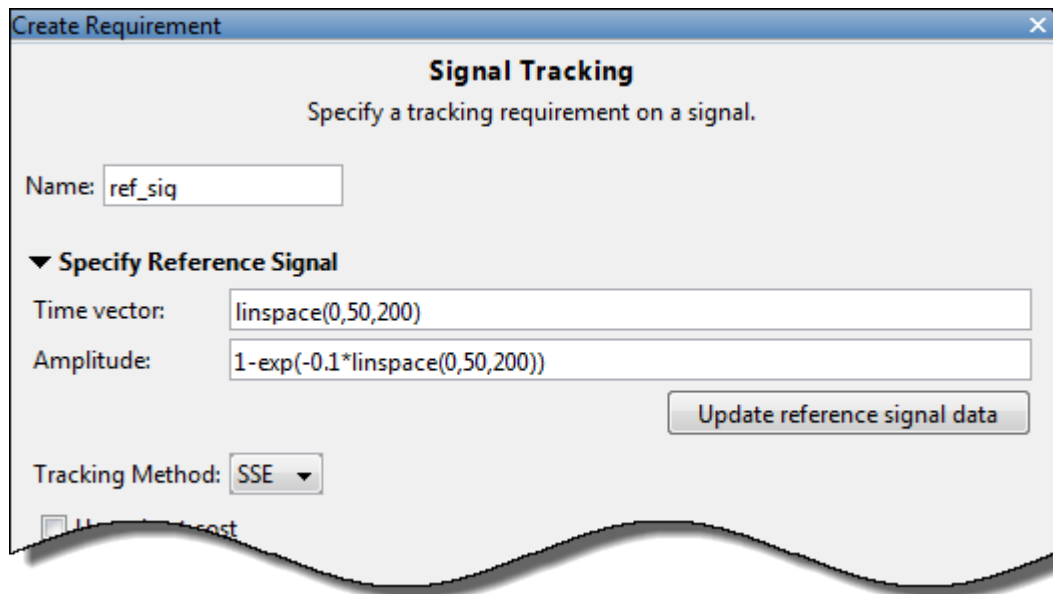 Create Requirement
Signal Tracking
Specify a tracking requirement on a signal.
Name: ref_sig
Specify Reference Signal
Time vector: linspace(0,50,200)
Amplitude: 1-exp(-0.1*linspace(0,50,200))
Update reference signal data
Tracking Method: SSE
cost